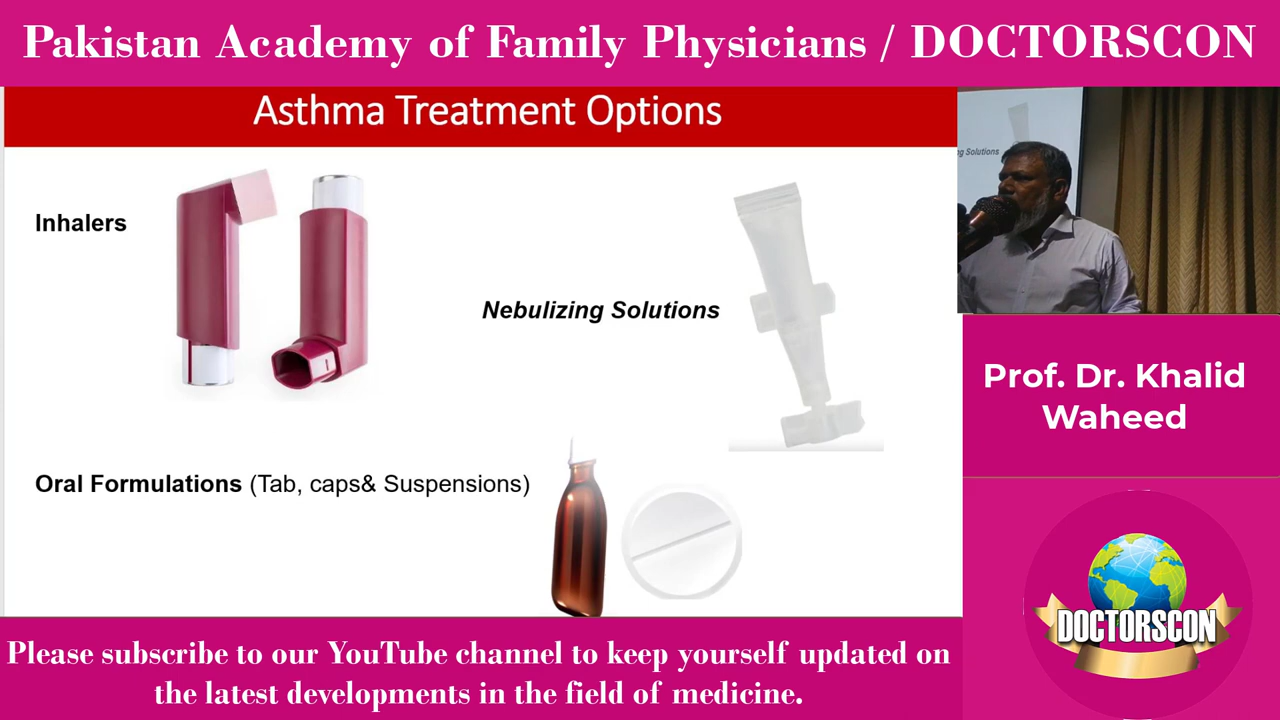 Pakistan Academy of Family Physicians / DOCTORSCON
Asthma Treatment Options
Inhalers
Nebulizing Solutions
Oral Formulations (Tab, caps& Suspensions)
ng Solutions
Prof. Dr. Khalid
Waheed
DOCTORSCON
Please subscribe to our YouTube channel to keep yourself updated on
the latest developments in the field of medicine.